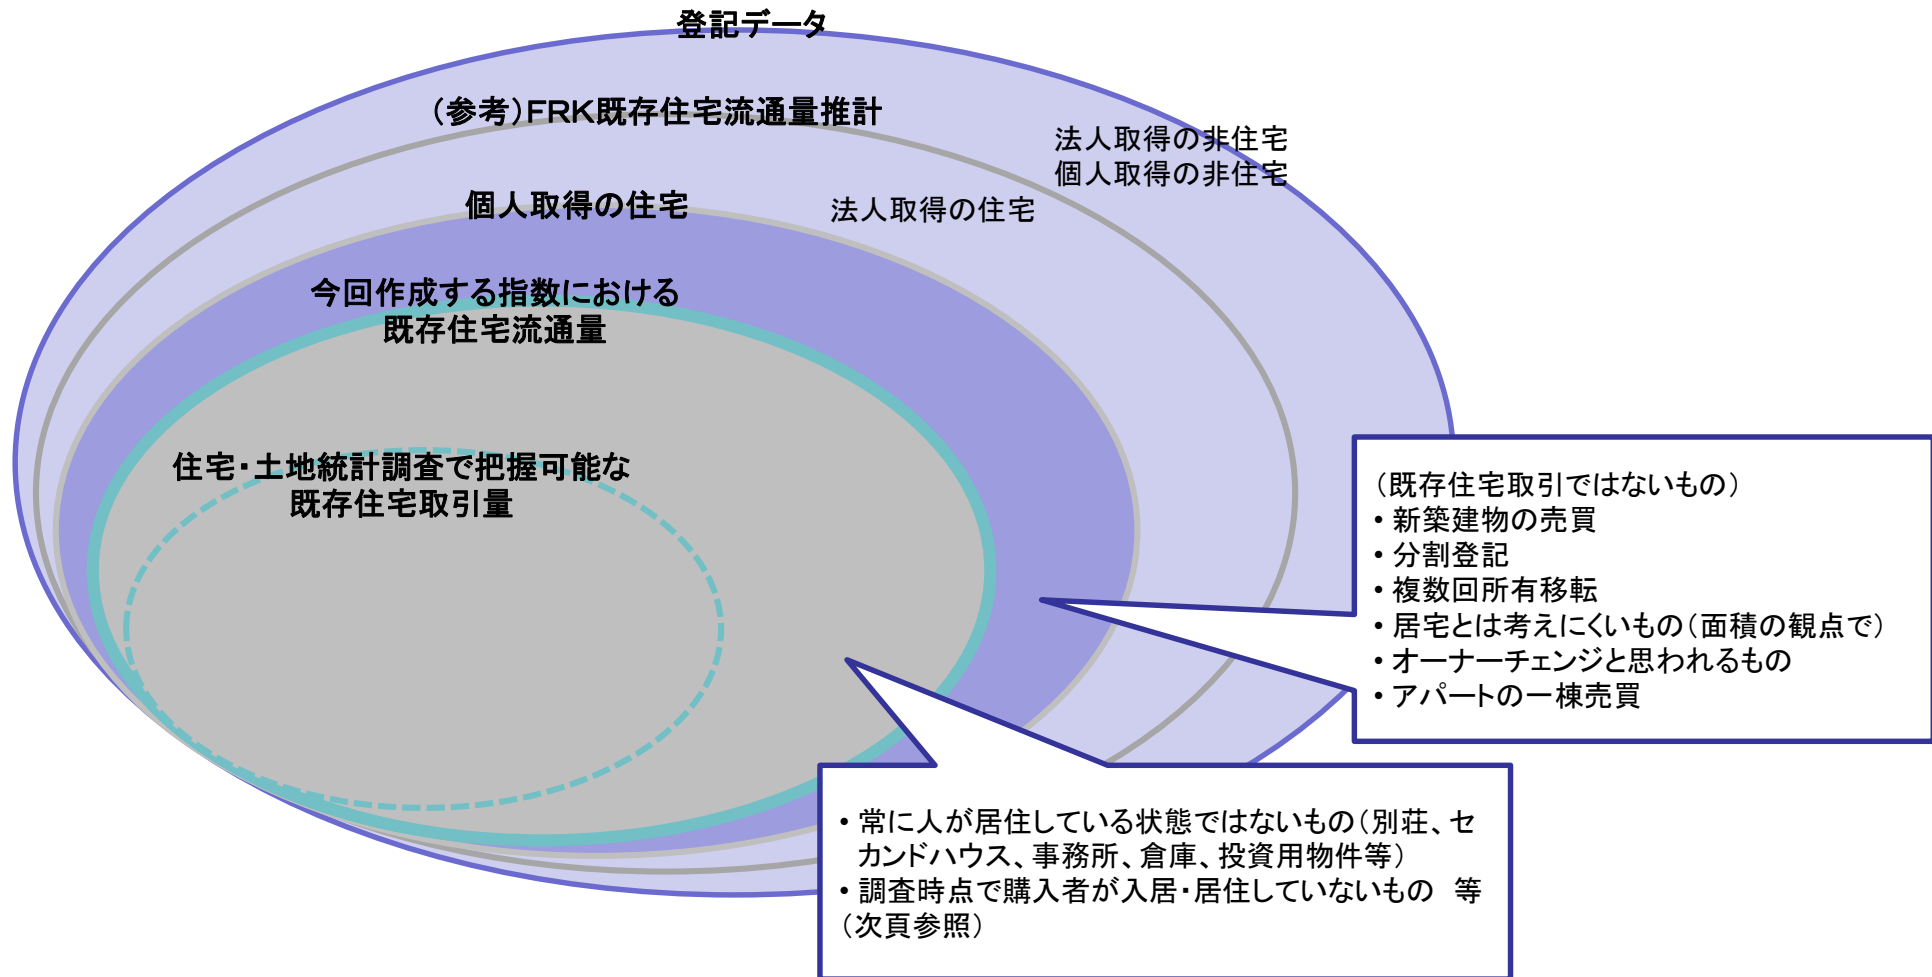 登記データ
(参考)FRK既存住宅流通量推計
法人取得の非住宅
個人取得の非住宅
個人取得の住宅
法人取得の住宅
今回作成する指数における
既存住宅流通量
住宅・土地統計調査で把握可能な
既存住宅取引量
(既存住宅取引ではないもの)
・新築建物の売買
・分割登記
・複数回所有移転
・居宅とは考えにくいもの(面積の観点で)
・オーナーチェンジと思われるもの
・アパートの一棟売買
・常に人が居住している状態ではないもの(別荘、セ
カンドハウス、事務所、倉庫、投資用物件等)
・調査時点で購入者が入居・居住していないもの 等
(次頁参照)